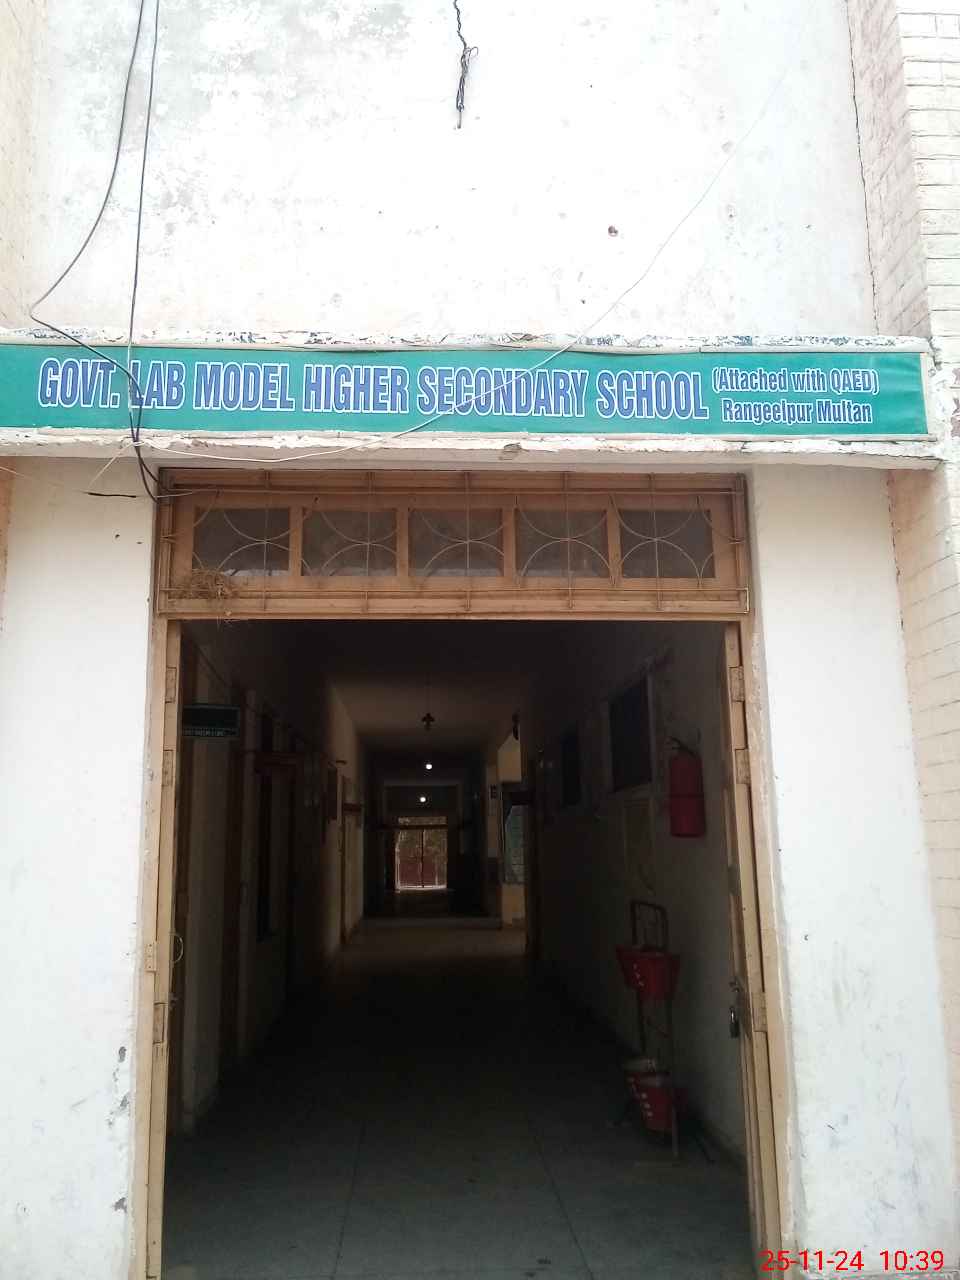 GOVT. LAB MODEL HIGHER SECONDARY SCHOOL
(Attached with QAED)
Rangeelpur Multan
25-11-24 10:39